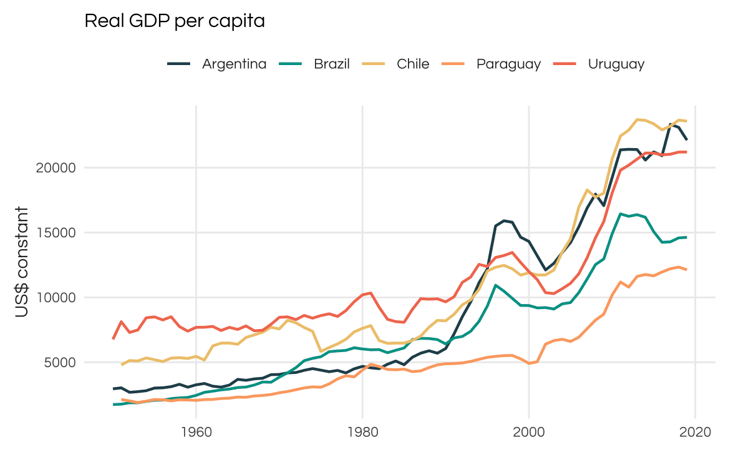 Real GDP per capita
Argentina Brazil Chile Paraguay Uruguay
US$ constant
20000
15000
10000
5000
1960 1980 2000 2020